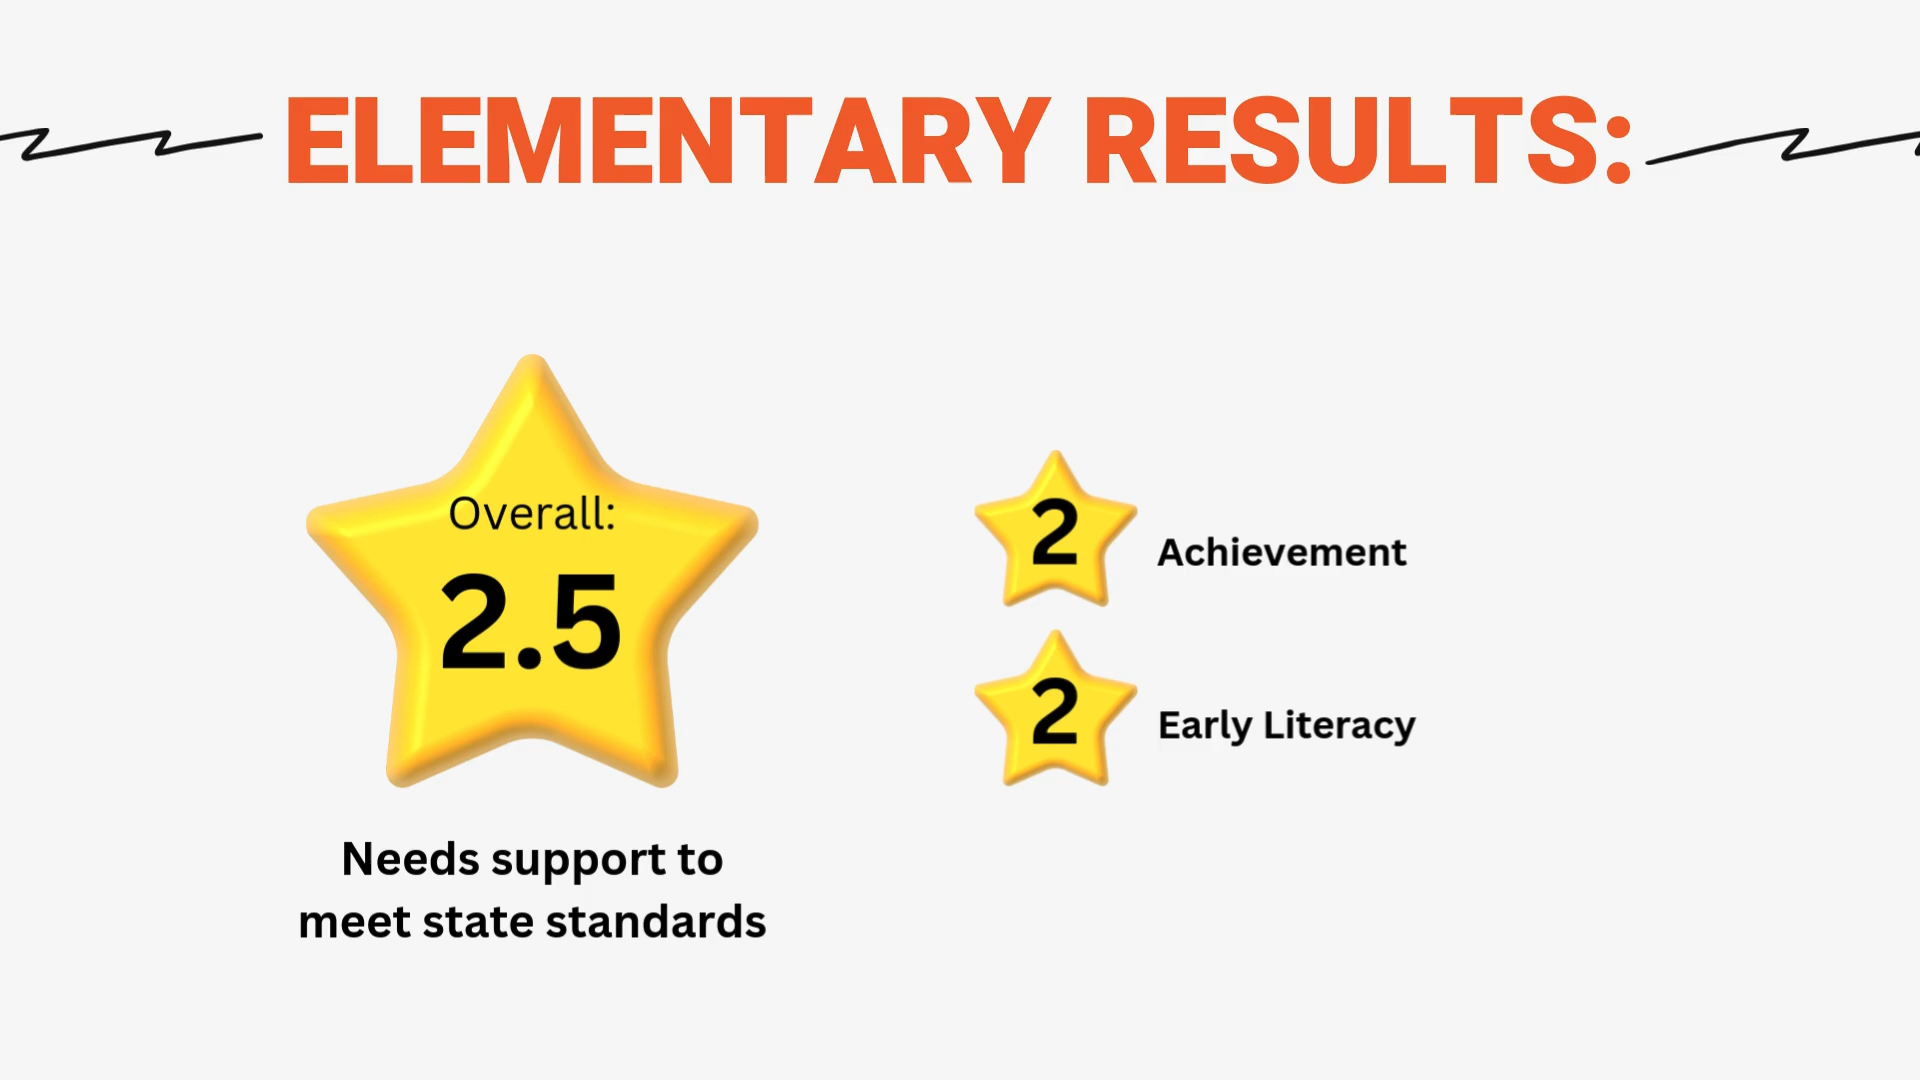 ELEMENTARY RESULTS:
Overall:
2.5
Needs support to
meet state standards
2
Achievement
2
Early Literacy